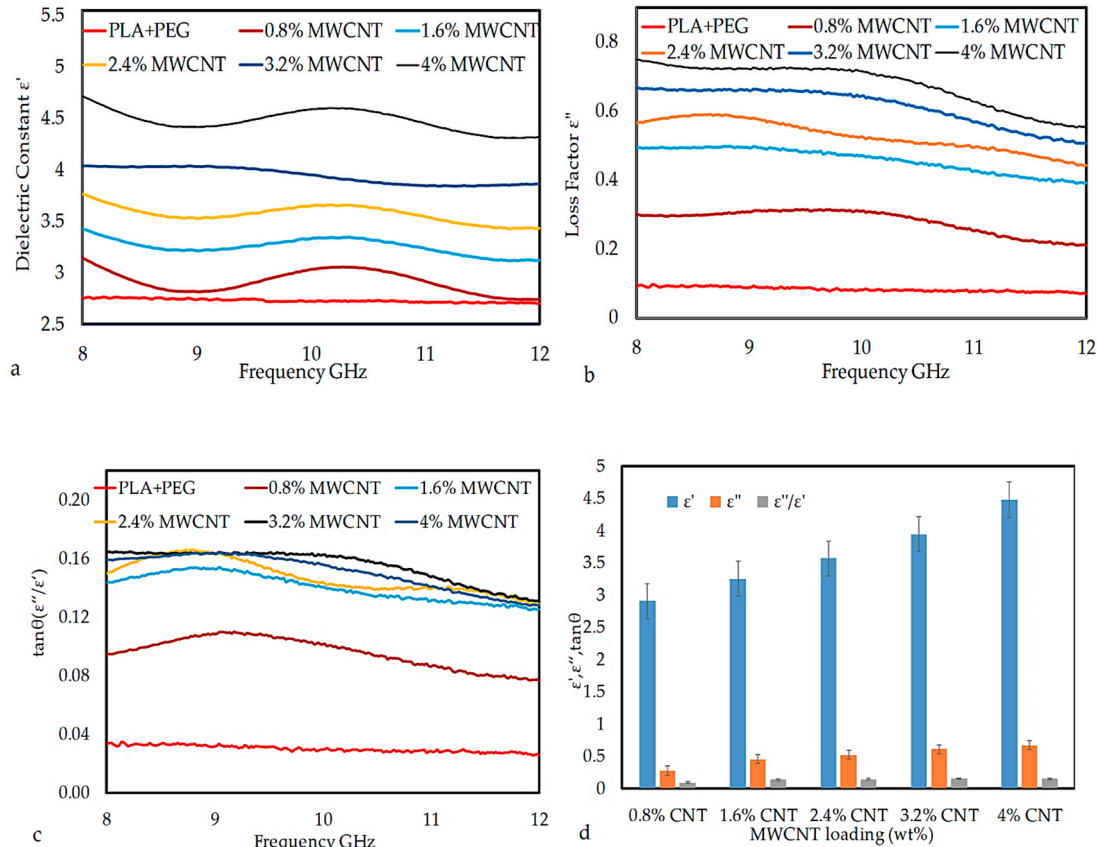 PLA+PEG 0.8% MWCNT 1.6% MWCNT
2.4% MWCNT 3.2% MWCNT 4% MWCNT
Dielectric Constant ε'
5.5
5
4.5
4
3.5
3
2.5
8 9 10 11 12
Frequency GHz
a
PLA+PEG 0.8% MWCNT 1.6% MWCNT
2.4% MWCNT 3.2% MWCNT 4% MWCNT
Loss Factor ε"
0.8
0.6
0.4
0.2
0
8 9 10 11 12
Frequency GHz
b
PLA+PEG 0.8% MWCNT 1.6% MWCNT
2.4% MWCNT 3.2% MWCNT 4% MWCNT
tanθ(ε″/ε′)
0.20
0.16
0.12
0.08
0.04
0.00
8 9 10 11 12
Frequency GHz
c
ε' ε" ε"/ε'
ε′,ε″,tanθ
5
4.5
4
3.5
3
2.5
2
1.5
1
0.5
0
0.8% CNT 1.6% CNT 2.4% CNT 3.2% CNT 4% CNT
MWCNT loading (wt%)
d